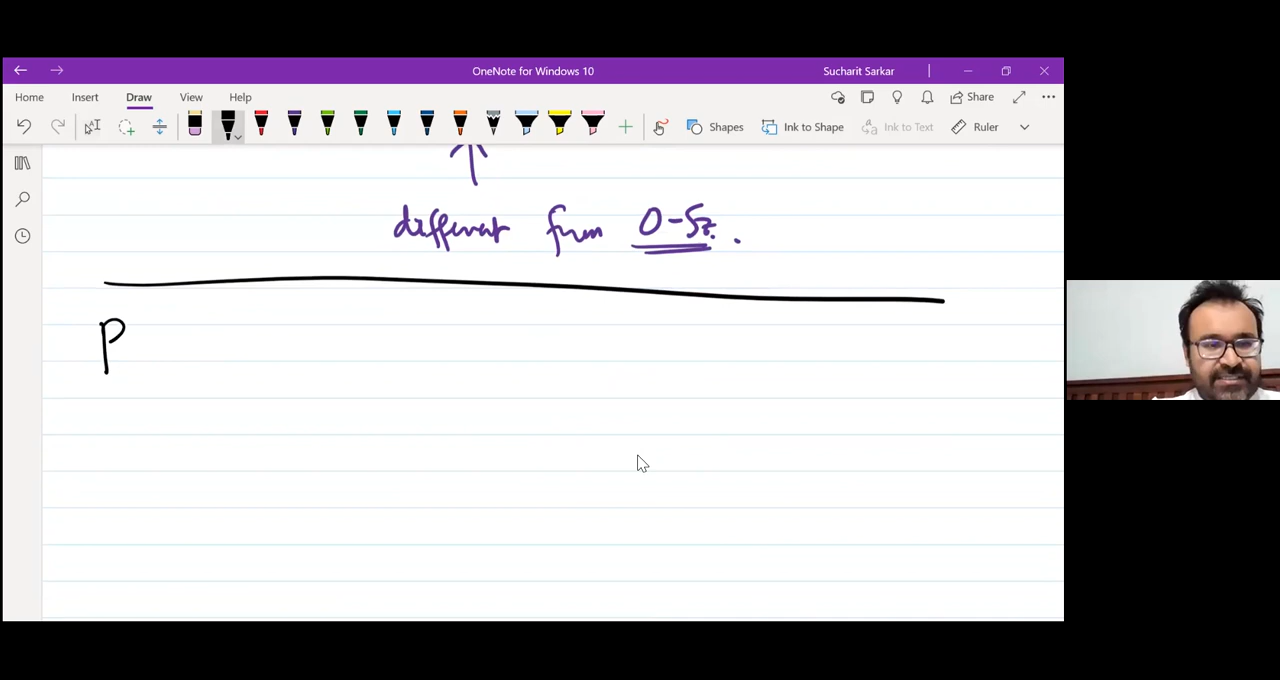 OneNote for Windows 10
Sucharit Sarkar
Home Insert Draw View Help
Share
Shapes Ink to Shape Ink to Text Ruler
different from O-Sz.
P